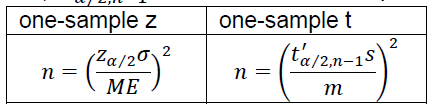 one-sample z one-sample t
n = (z_{α/2}σ / ME)^2 n = (t'_{α/2,n−1}s / m)^2